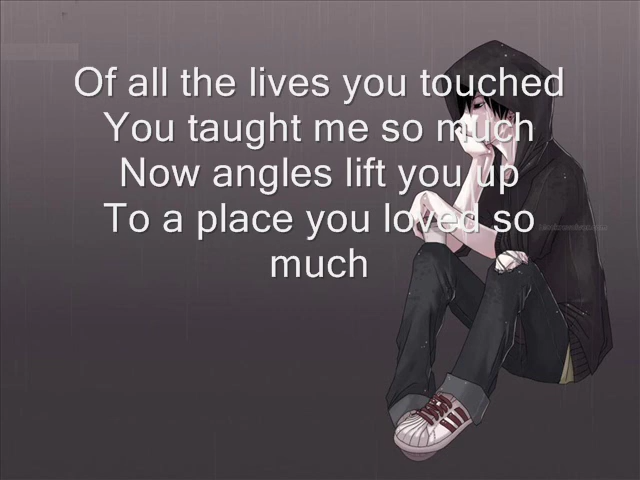 Of all the lives you touched
You taught me so much
Now angles lift you up
To a place you loved so
much